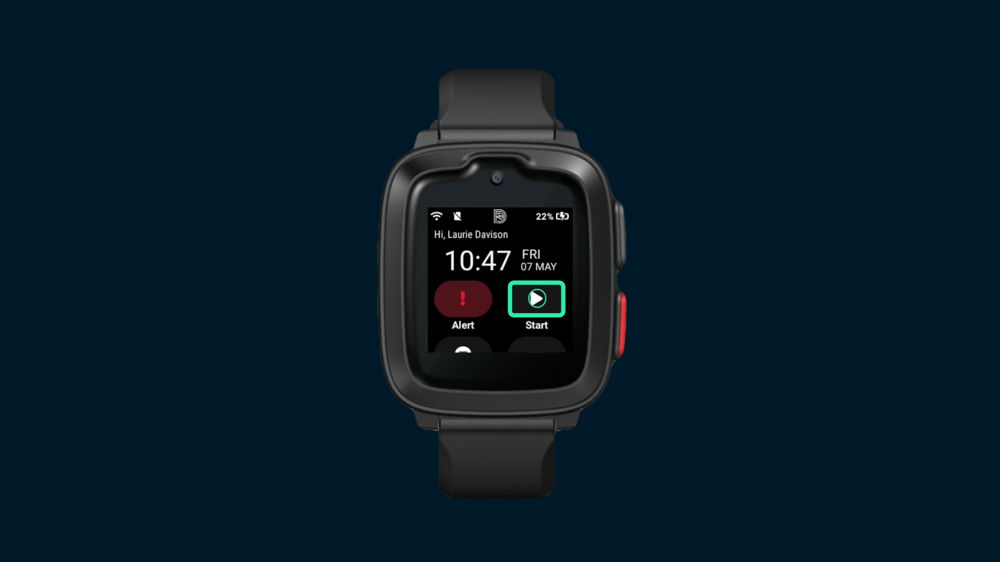 22%
Hi, Laurie Davison
10:47 FRI
07 MAY
!
Alert Start